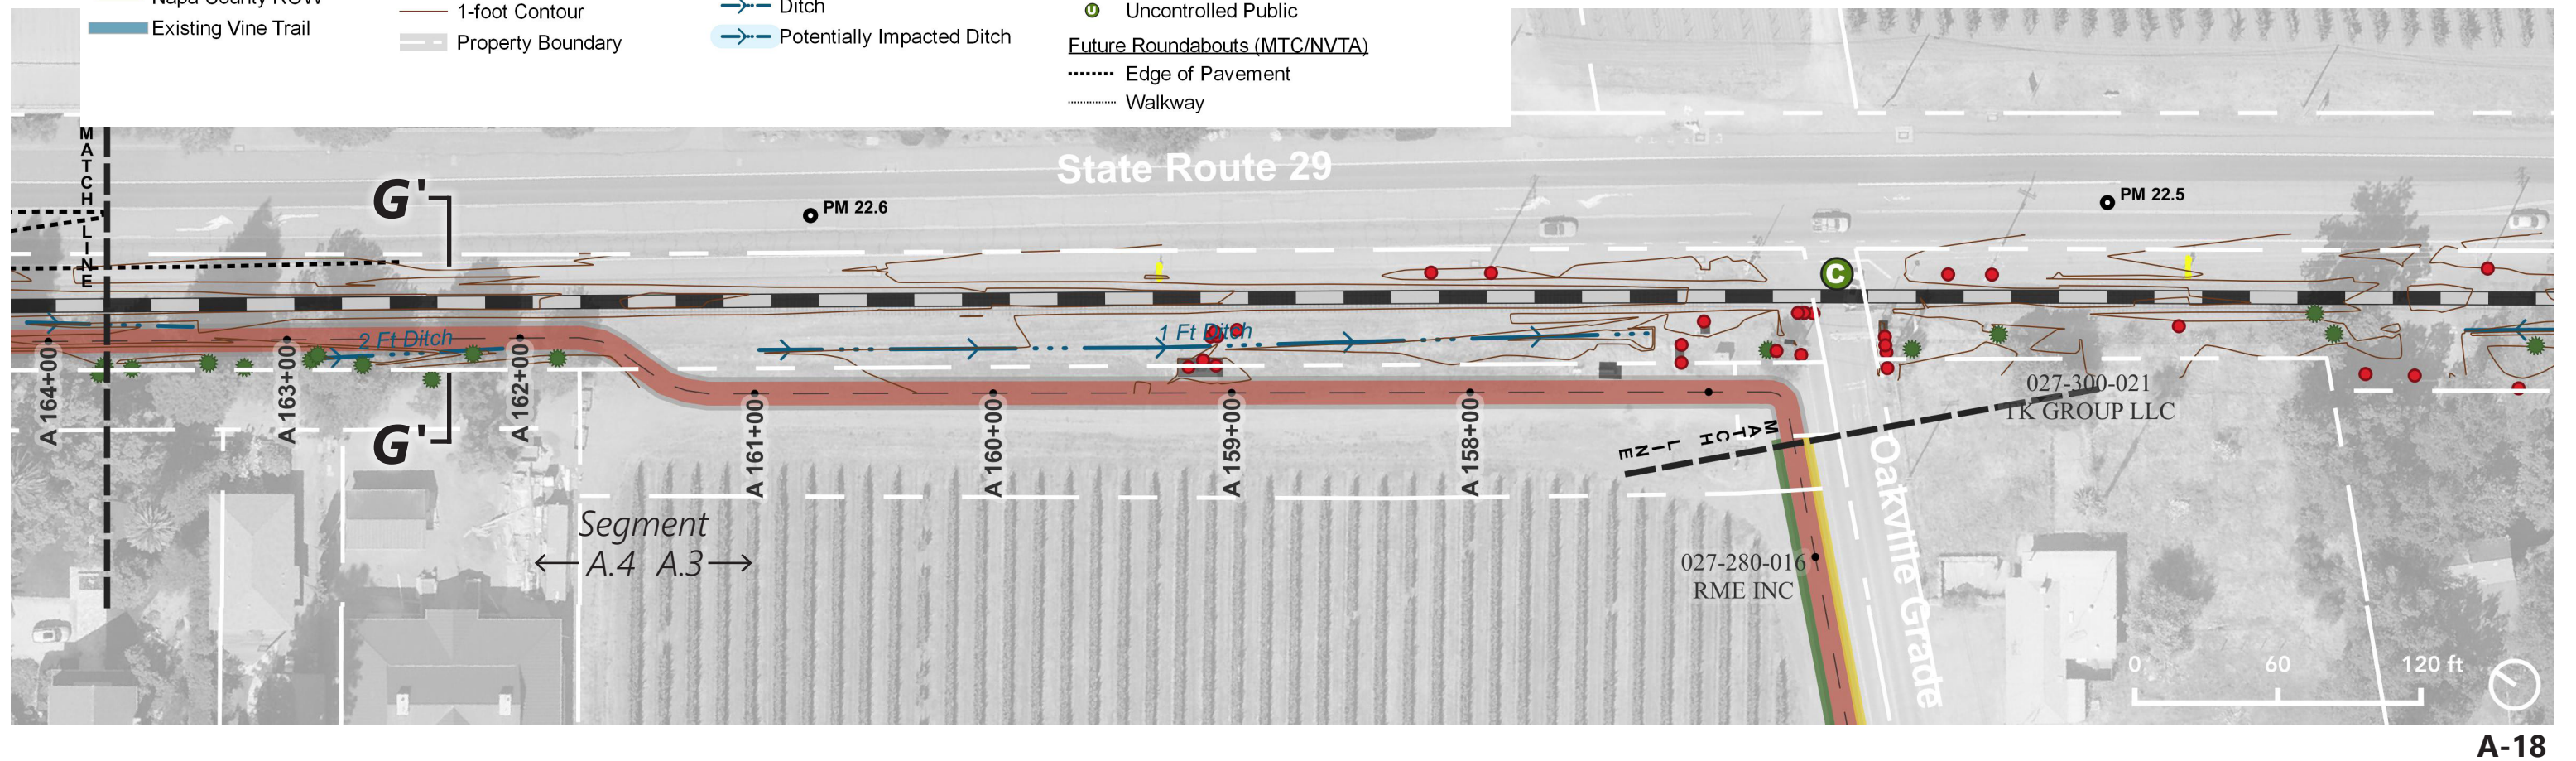 Napa County ROW
Existing Vine Trail
1-foot Contour
Property Boundary
Ditch
Potentially Impacted Ditch
U Uncontrolled Public
Future Roundabouts (MTC/NVTA)
Edge of Pavement
Walkway
MATCH LINE
State Route 29
G'
PM 22.6
PM 22.5
C
2 Ft Ditch
1 Ft Ditch
A 164+00
A 163+00
A 162+00
A 161+00
A 160+00
A 159+00
A 158+00
G'
027-300-021
TK GROUP LLC
MATCH LINE
Oakville Grade
Segment
A.4 A.3
027-280-016
RME INC
0 60 120 ft
A-18